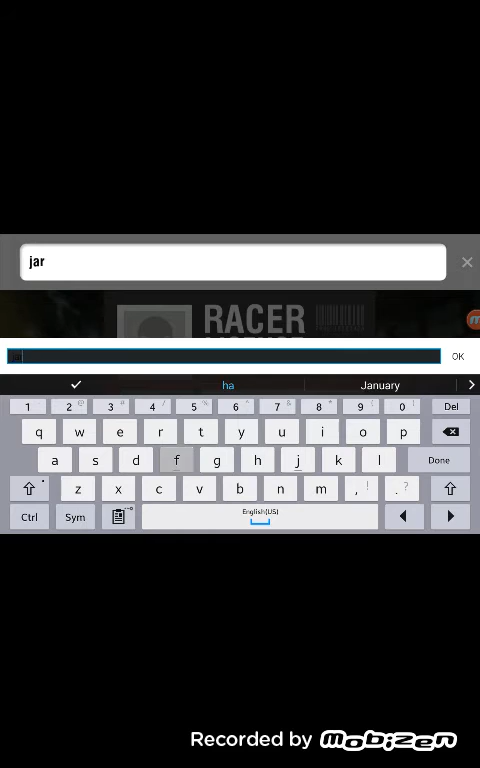 jar
RACER
OK
ha January
1 2 3 4 5 6 7 8 9 0 Del
q w e r t y u i o p
a s d f g h j k l Done
z x c v b n m , ! . ?
Ctrl Sym English(US)
Recorded by Mobizen